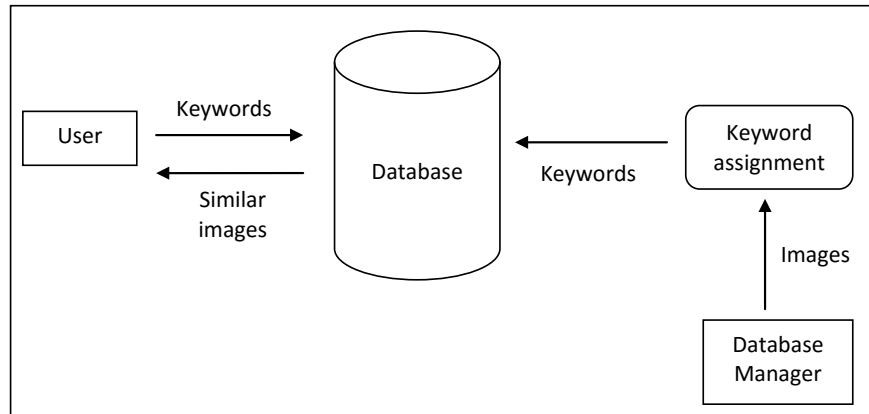 User
Keywords
Similar
images
Database
Keywords
Keyword
assignment
Images
Database
Manager